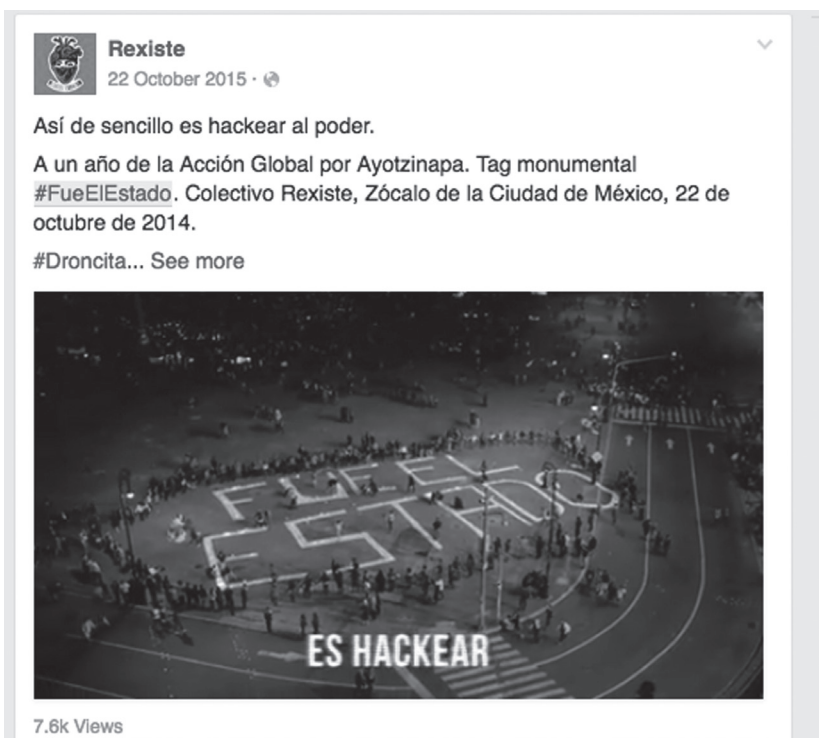 Rexiste
22 October 2015 ·
Así de sencillo es hackear al poder.
A un año de la Acción Global por Ayotzinapa. Tag monumental
#FueElEstado. Colectivo Rexiste, Zócalo de la Ciudad de México, 22 de
octubre de 2014.
#Droncita... See more
FUE EL
ESTADO
ES HACKEAR
7.6k Views